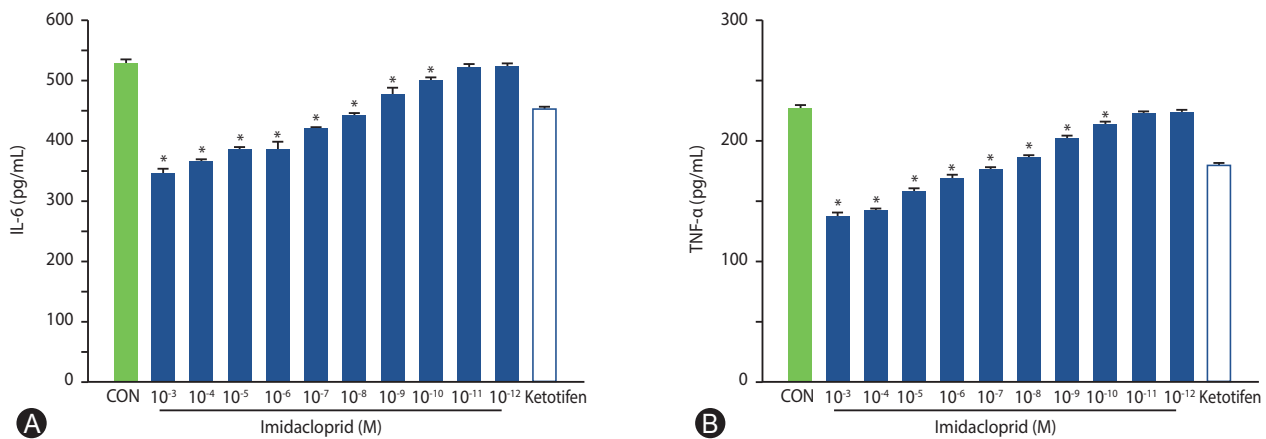 600
500
400
300
200
100
0
IL-6 (pg/mL)
* * * * * * * *
CON 10⁻³ 10⁻⁴ 10⁻⁵ 10⁻⁶ 10⁻⁷ 10⁻⁸ 10⁻⁹ 10⁻¹⁰ 10⁻¹¹ 10⁻¹² Ketotifen
Imidacloprid (M)
A
300
200
100
0
TNF-α (pg/mL)
* * * * * * * *
CON 10⁻³ 10⁻⁴ 10⁻⁵ 10⁻⁶ 10⁻⁷ 10⁻⁸ 10⁻⁹ 10⁻¹⁰ 10⁻¹¹ 10⁻¹² Ketotifen
Imidacloprid (M)
B